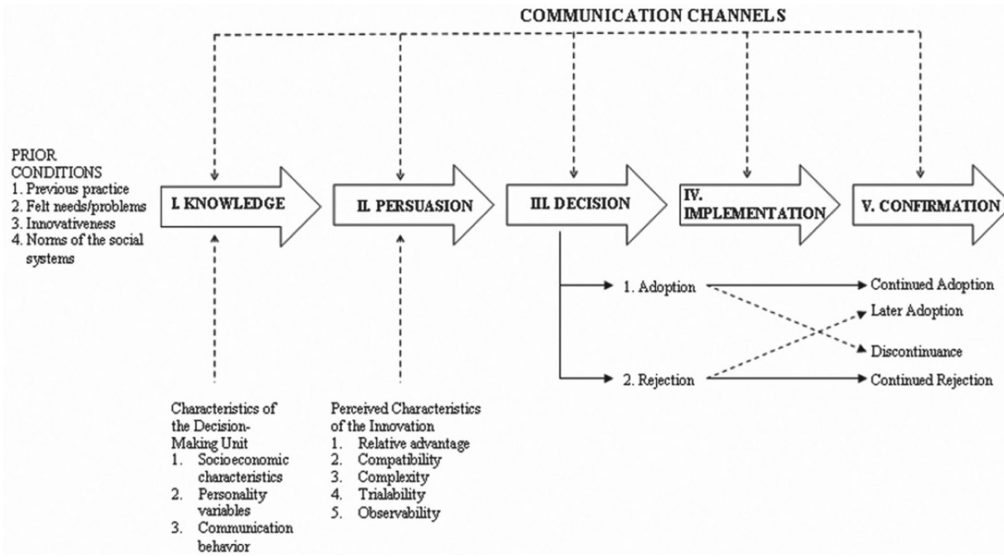 COMMUNICATION CHANNELS
PRIOR
CONDITIONS
1. Previous practice
2. Felt needs/problems
3. Innovativeness
4. Norms of the social
systems
I. KNOWLEDGE
II. PERSUASION
III. DECISION
IV.
IMPLEMENTATION
V. CONFIRMATION
1. Adoption
2. Rejection
Continued Adoption
Later Adoption
Discontinuance
Continued Rejection
Characteristics of
the Decision-
Making Unit
1. Socioeconomic
characteristics
2. Personality
variables
3. Communication
behavior
Perceived Characteristics
of the Innovation
1. Relative advantage
2. Compatibility
3. Complexity
4. Trialability
5. Observability